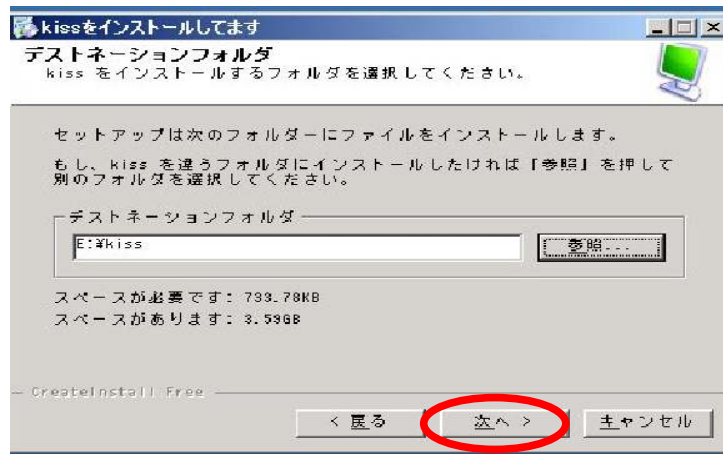 kissをインストールしてます
デストネーションフォルダ
kiss をインストールするフォルダを選択してください。
セットアップは次のフォルダーにファイルをインストールします。
もし、kiss を違うフォルダにインストールしたければ「参照」を押して
別のフォルダを選択してください。
デストネーションフォルダ
E:¥kiss
参照...
スペースが必要です: 733.78KB
スペースがあります: 3.53GB
CreateInstall Free
< 戻る
次へ >
キャンセル